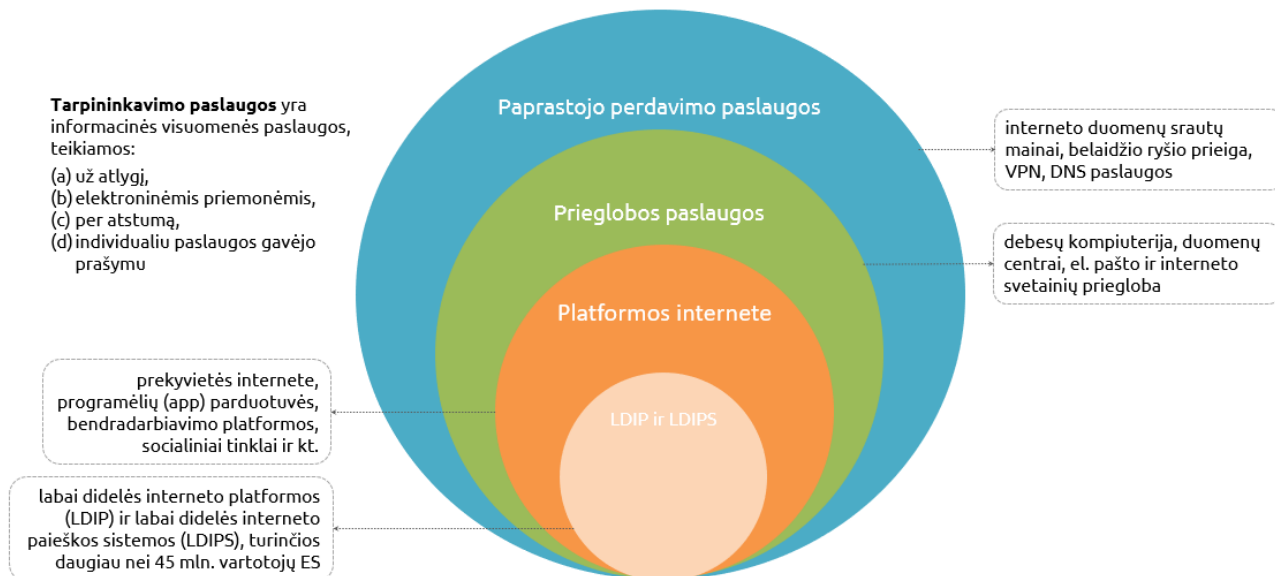 Tarpininkavimo paslaugos yra
informacinės visuomenės paslaugos,
teikiamos:
(a) už atlygį,
(b) elektroninėmis priemonėmis,
(c) per atstumą,
(d) individualiu paslaugos gavėjo
prašymu
Paprastojo perdavimo paslaugos
Prieglobos paslaugos
Platformos internete
LDIP ir LDIPS
interneto duomenų srautų
mainai, belaidžio ryšio prieiga,
VPN, DNS paslaugos
debesų kompiuterija, duomenų
centrai, el. pašto ir interneto
svetainių priegloba
prekyvietės internete,
programėlių (app) parduotuvės,
bendradarbiavimo platformos,
socialiniai tinklai ir kt.
labai didelės interneto platformos
(LDIP) ir labai didelės interneto
paieškos sistemos (LDIPS), turinčios
daugiau nei 45 mln. vartotojų ES